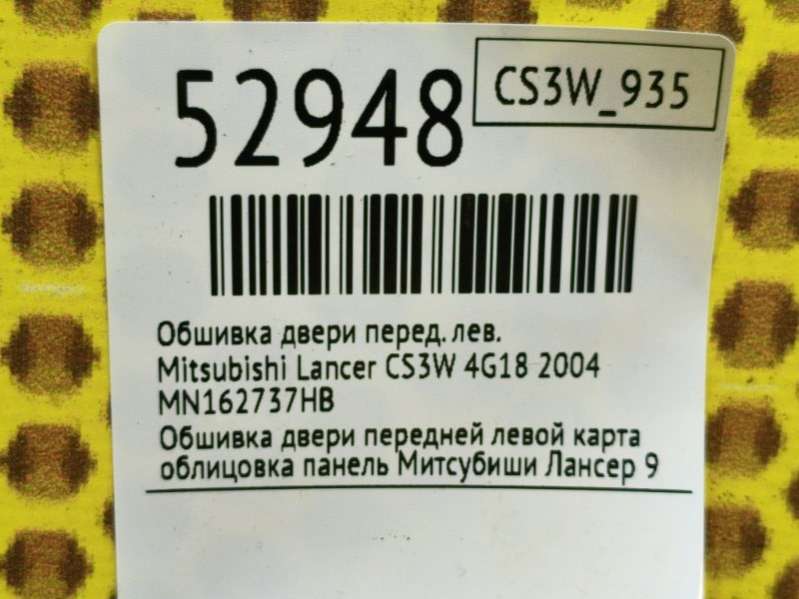 52948
CS3W_935
Обшивка двери перед. лев.
Mitsubishi Lancer CS3W 4G18 2004
MN162737HB
Обшивка двери передней левой карта
облицовка панель Митсубиши Лансер 9